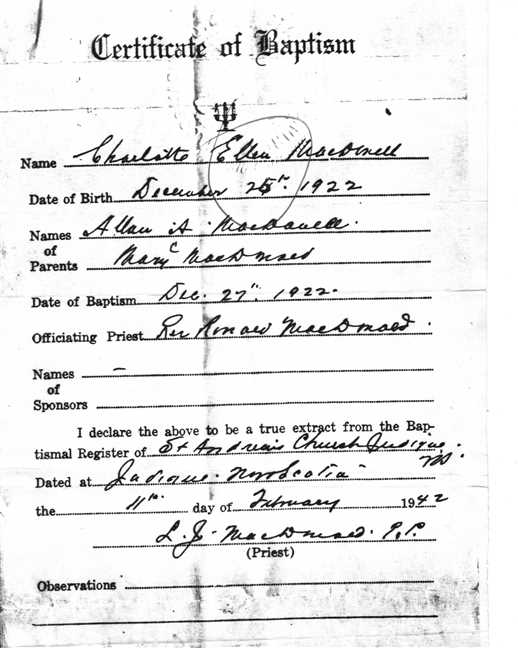 Certificate of Baptism
Name Charlotte Ellen MacDonell
Date of Birth December 25th. 1922
Names Allan A MacDonell.
of
Parents Mary C MacDonald
Date of Baptism Dec. 27th. 1922.
Officiating Priest Rev Ronald MacDonald.
Names —
of
Sponsors
I declare the above to be a true extract from the Bap-
tismal Register of St Andrew's Church Judique.
Dated at Judique Nova Scotia
the 11th. day of February 1942
L. J. MacDonald. P.P.
(Priest)
Observations